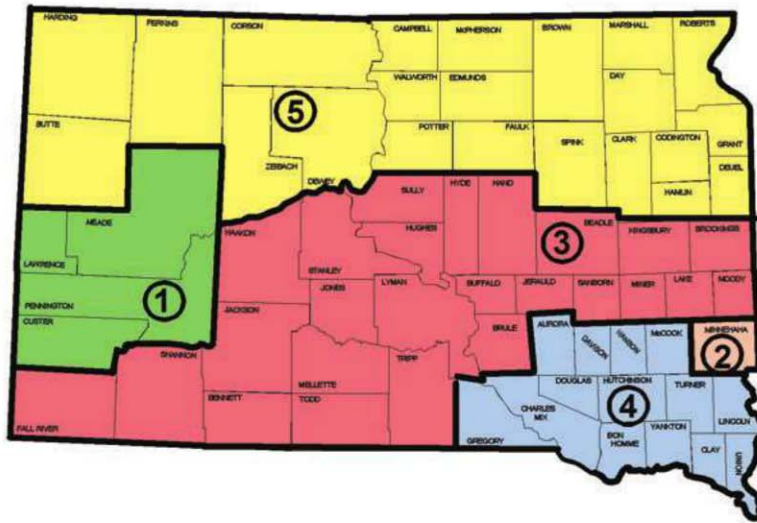 HARDING
PERKINS
CORSON
CAMPBELL
McPHERSON
BROWN
MARSHALL
ROBERTS
WALWORTH
EDMUNDS
DAY
BUTTE
5
POTTER
FAULK
SPINK
CLARK
CODINGTON
GRANT
ZIEBACH
DEWEY
HAMLIN
DEUEL
MEADE
SULLY
HYDE
HAND
HUGHES
BEADLE
KINGSBURY
BROOKINGS
3
LAWRENCE
HAAKON
STANLEY
PENNINGTON
1
JONES
LYMAN
BUFFALO
JERAULD
SANBORN
MINER
LAKE
MOODY
CUSTER
JACKSON
BRULE
AURORA
DAVISON
HANSON
McCOOK
MINNEHAHA
2
SHANNON
TRIPP
MELLETTE
DOUGLAS
HUTCHINSON
TURNER
BENNETT
TODD
CHARLES
MIX
4
LINCOLN
FALL RIVER
GREGORY
BON
HOMME
YANKTON
CLAY
UNION